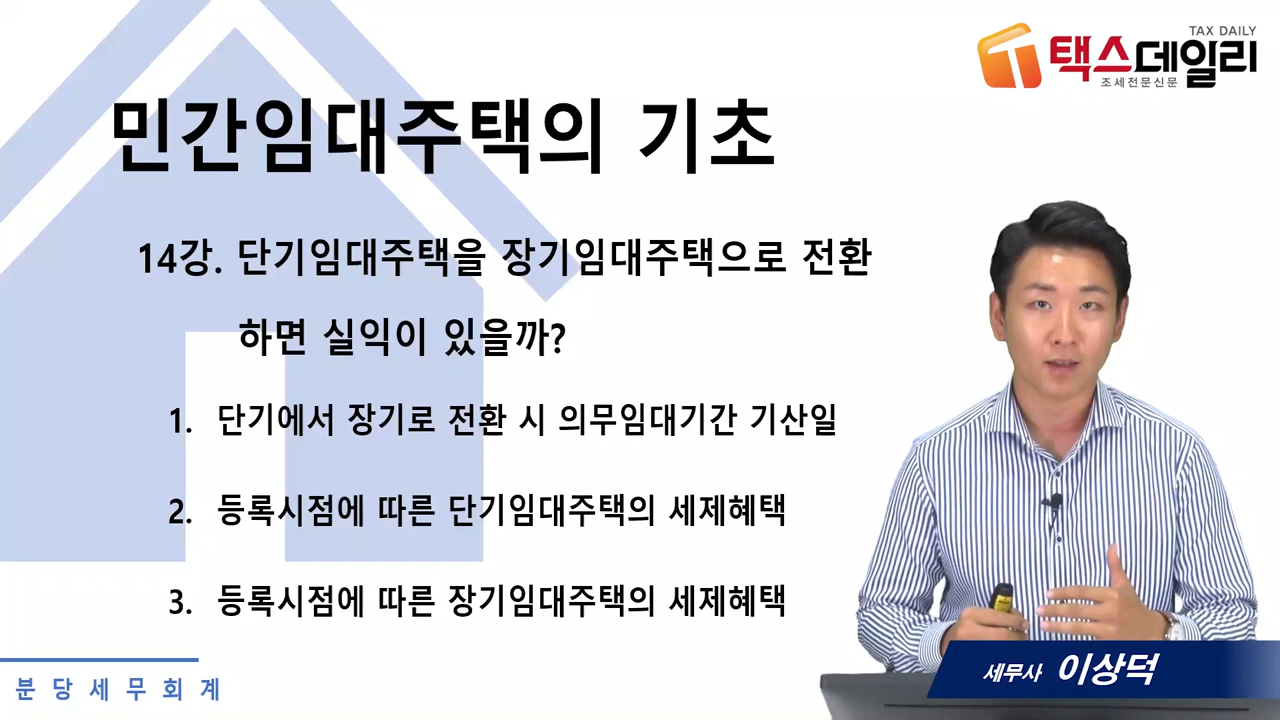 TAX DAILY
택스데일리
조세전문신문
민간임대주택의 기초
14강. 단기임대주택을 장기임대주택으로 전환
하면 실익이 있을까?
1. 단기에서 장기로 전환 시 의무임대기간 기산일
2. 등록시점에 따른 단기임대주택의 세제혜택
3. 등록시점에 따른 장기임대주택의 세제혜택
분당세무회계
세무사 이상덕